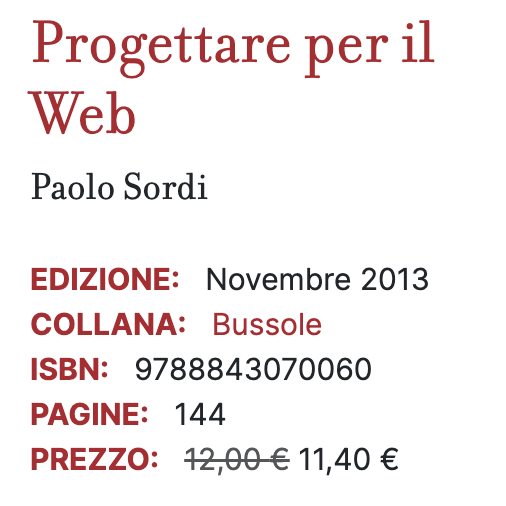 Progettare per il
Web
Paolo Sordi
EDIZIONE: Novembre 2013
COLLANA: Bussole
ISBN: 9788843070060
PAGINE: 144
PREZZO: 12,00 € 11,40 €